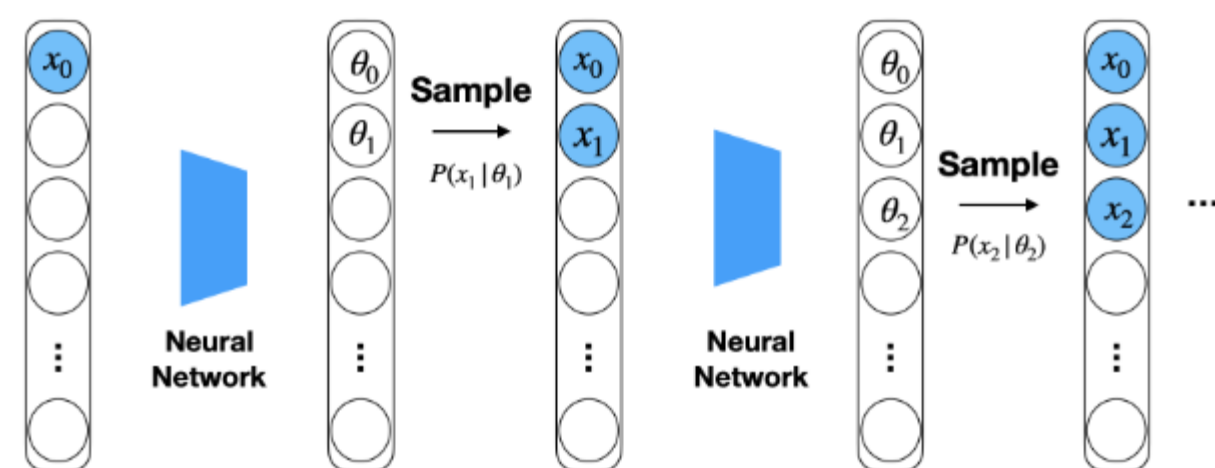 x₀
⋮
Neural
Network
θ₀
θ₁
⋮
Sample
P(x₁|θ₁)
x₀
x₁
⋮
Neural
Network
θ₀
θ₁
θ₂
⋮
Sample
P(x₂|θ₂)
x₀
x₁
x₂
⋮
...